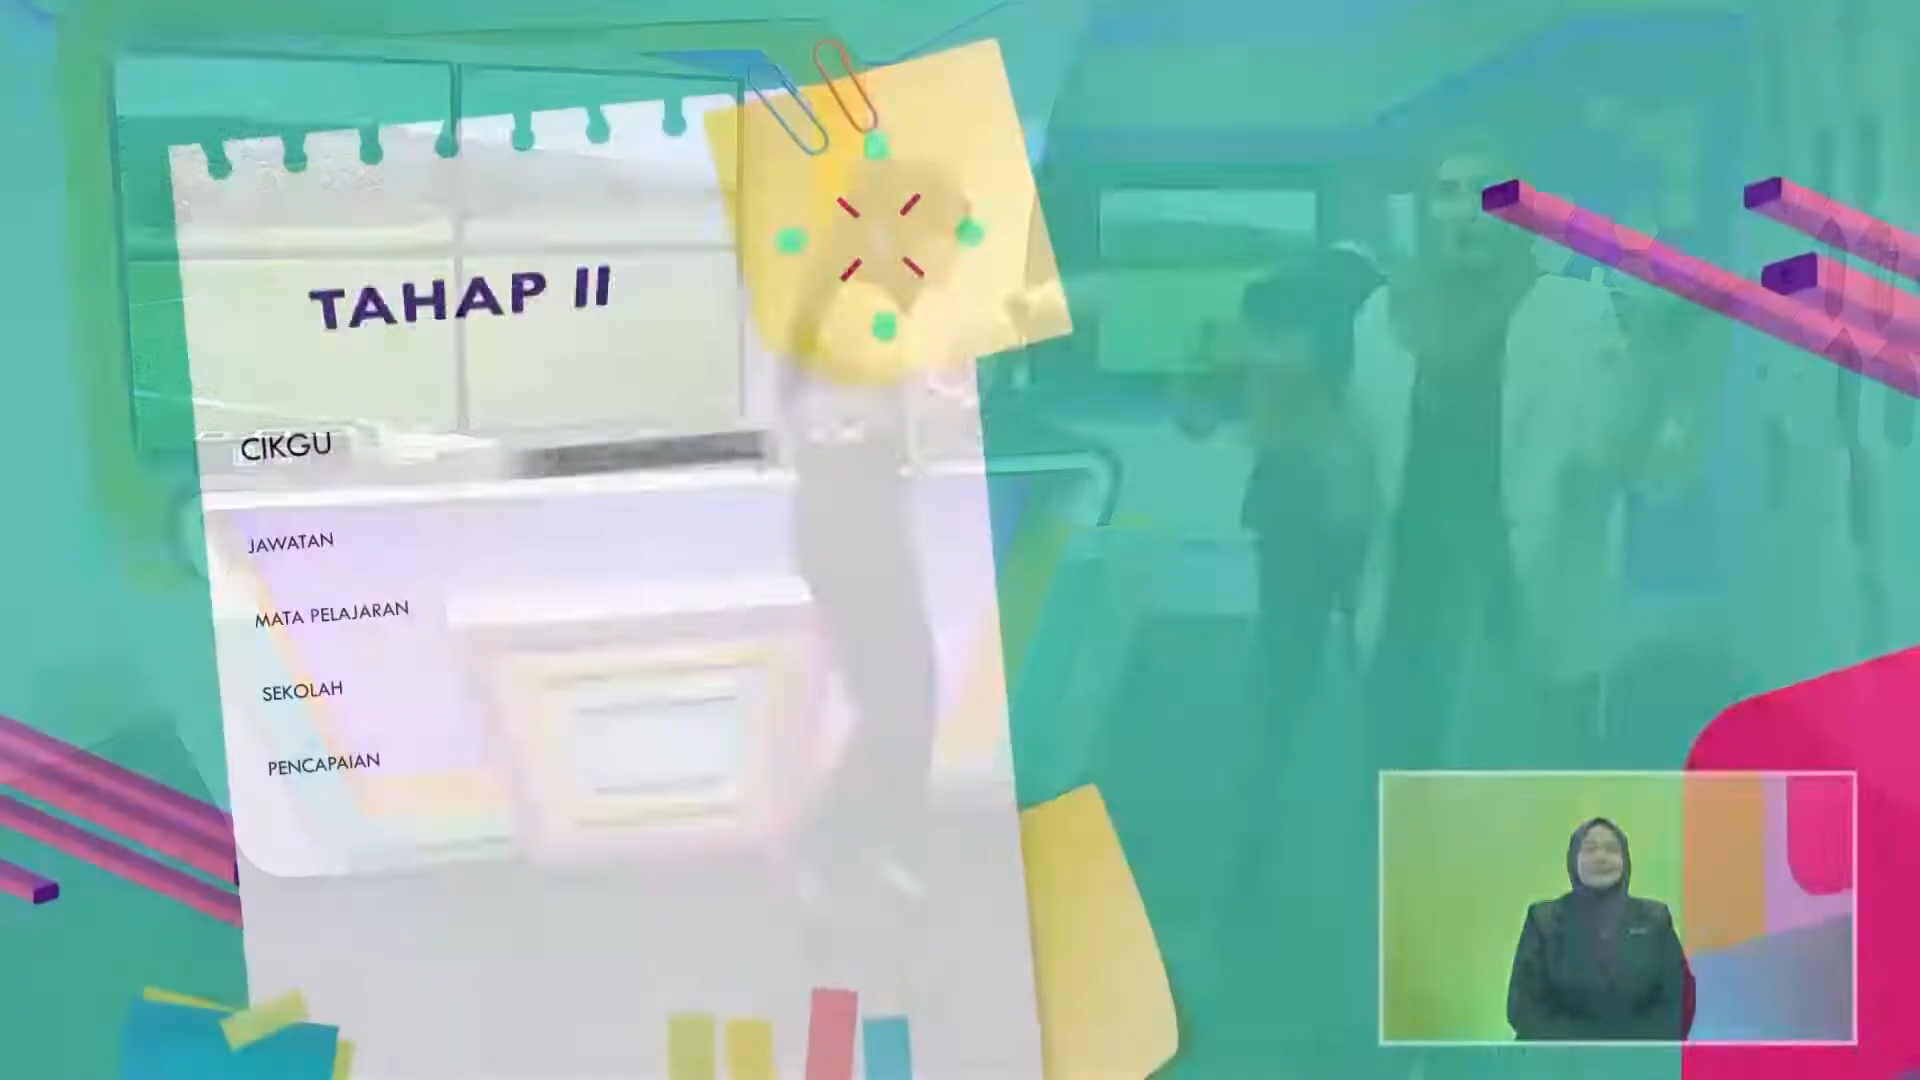 TAHAP II
CIKGU
JAWATAN
MATA PELAJARAN
SEKOLAH
PENCAPAIAN